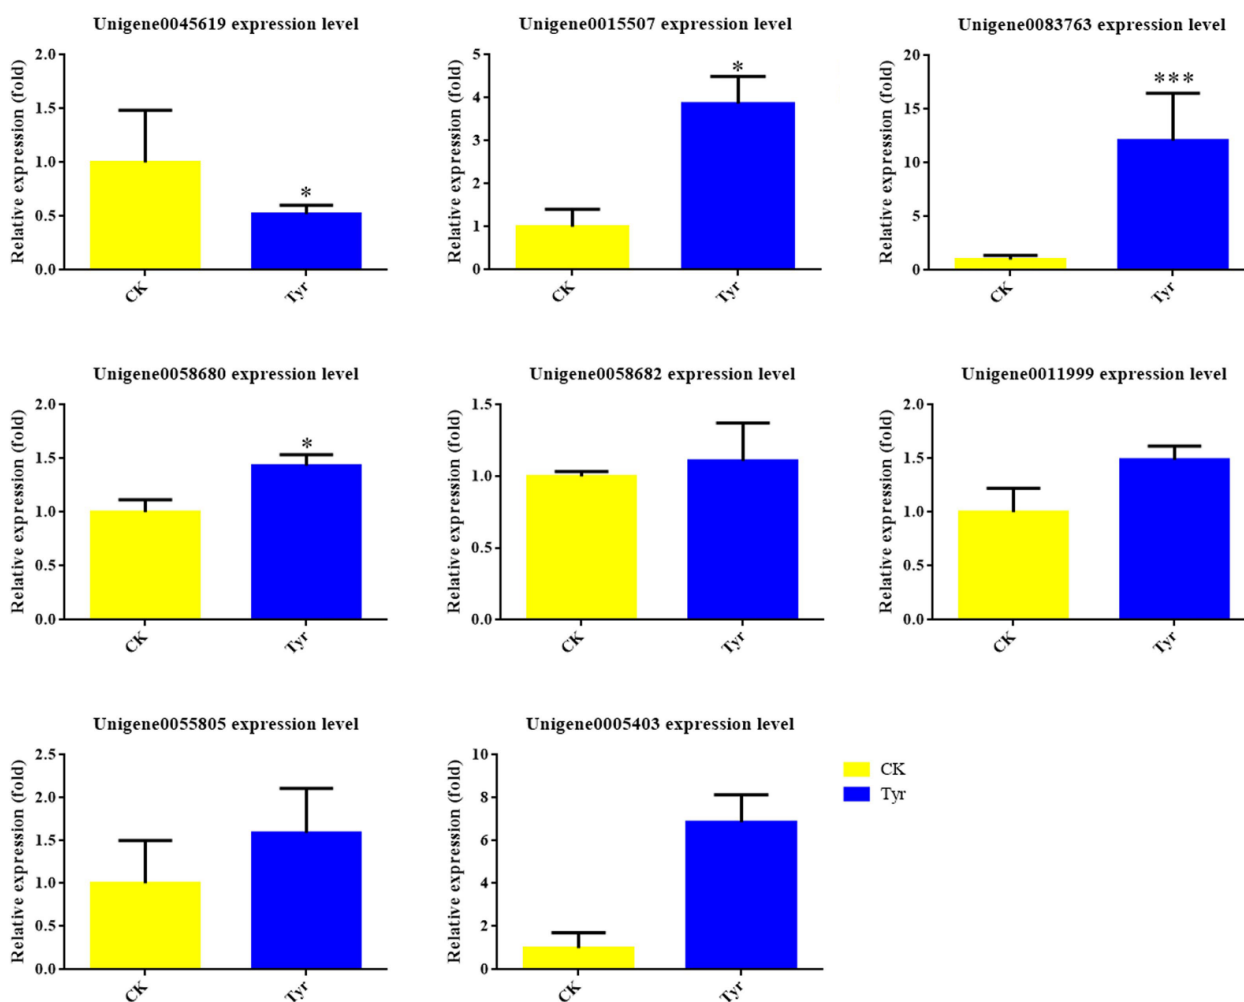 Unigene0045619 expression level
Relative expression (fold)
2.0
1.5
1.0
0.5
0.0
CK
Tyr
*
Unigene0015507 expression level
Relative expression (fold)
5
4
3
2
1
0
CK
Tyr
*
Unigene0083763 expression level
Relative expression (fold)
20
15
10
5
0
CK
Tyr
***
Unigene0058680 expression level
Relative expression (fold)
2.0
1.5
1.0
0.5
0.0
CK
Tyr
*
Unigene0058682 expression level
Relative expression (fold)
1.5
1.0
0.5
0.0
CK
Tyr
Unigene0011999 expression level
Relative expression (fold)
2.0
1.5
1.0
0.5
0.0
CK
Tyr
Unigene0055805 expression level
Relative expression (fold)
2.5
2.0
1.5
1.0
0.5
0.0
CK
Tyr
Unigene0005403 expression level
Relative expression (fold)
10
8
6
4
2
0
CK
Tyr
CK
Tyr